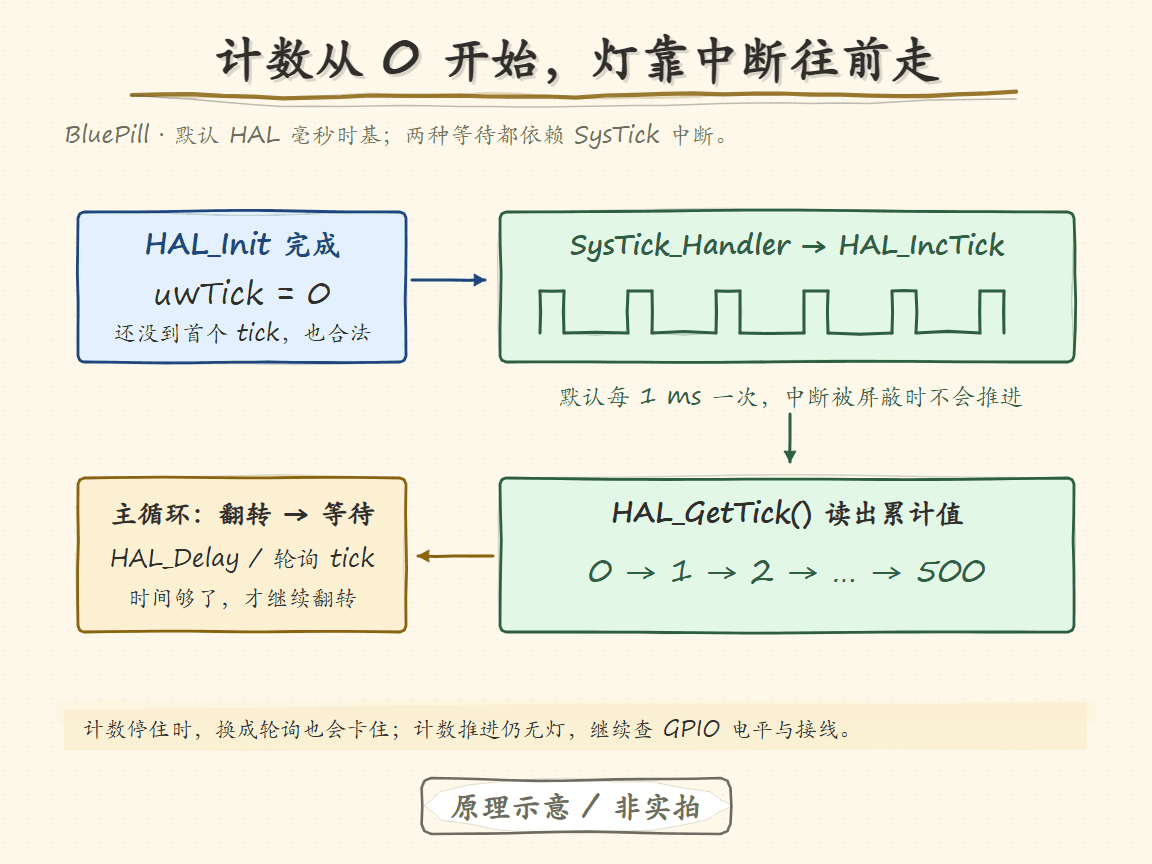 计数从 0 开始，灯靠中断往前走
BluePill · 默认 HAL 毫秒时基；两种等待都依赖 SysTick 中断。
HAL_Init 完成
uwTick = 0
还没到首个 tick，也合法
SysTick_Handler → HAL_IncTick
默认每 1 ms 一次，中断被屏蔽时不会推进
主循环：翻转 → 等待
HAL_Delay / 轮询 tick
时间够了，才继续翻转
HAL_GetTick() 读出累计值
0 → 1 → 2 → … → 500
计数停住时，换成轮询也会卡住；计数推进仍无灯，继续查 GPIO 电平与接线。
原理示意 / 非实拍